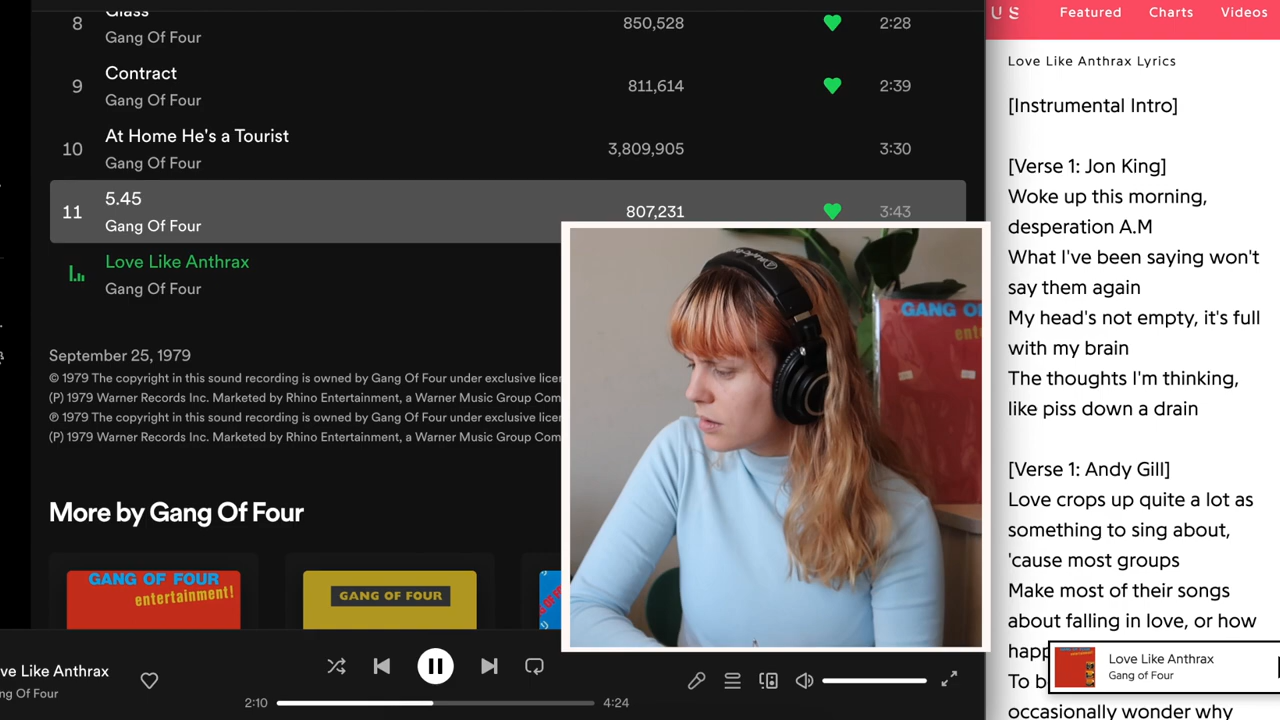 8 Glass 850,528 2:28
Gang Of Four
9 Contract 811,614 2:39
Gang Of Four
10 At Home He's a Tourist 3,809,905 3:30
Gang Of Four
11 5.45 807,231 3:43
Gang Of Four
Love Like Anthrax
Gang Of Four
September 25, 1979
© 1979 The copyright in this sound recording is owned by Gang Of Four under exclusive licen
(P) 1979 Warner Records Inc. Marketed by Rhino Entertainment, a Warner Music Group Com
℗ 1979 The copyright in this sound recording is owned by Gang Of Four under exclusive licen
(P) 1979 Warner Records Inc. Marketed by Rhino Entertainment, a Warner Music Group Com
More by Gang Of Four
GANG OF FOUR
entertainment!
GANG OF FOUR
ve Like Anthrax
ng Of Four
2:10 4:24
GANG O
ent
U S Featured Charts Videos
Love Like Anthrax Lyrics
[Instrumental Intro]
[Verse 1: Jon King]
Woke up this morning,
desperation A.M
What I've been saying won't
say them again
My head's not empty, it's full
with my brain
The thoughts I'm thinking,
like piss down a drain
[Verse 1: Andy Gill]
Love crops up quite a lot as
something to sing about,
'cause most groups
Make most of their songs
about falling in love, or how
happ
To b
occasionally wonder why
Love Like Anthrax
Gang of Four